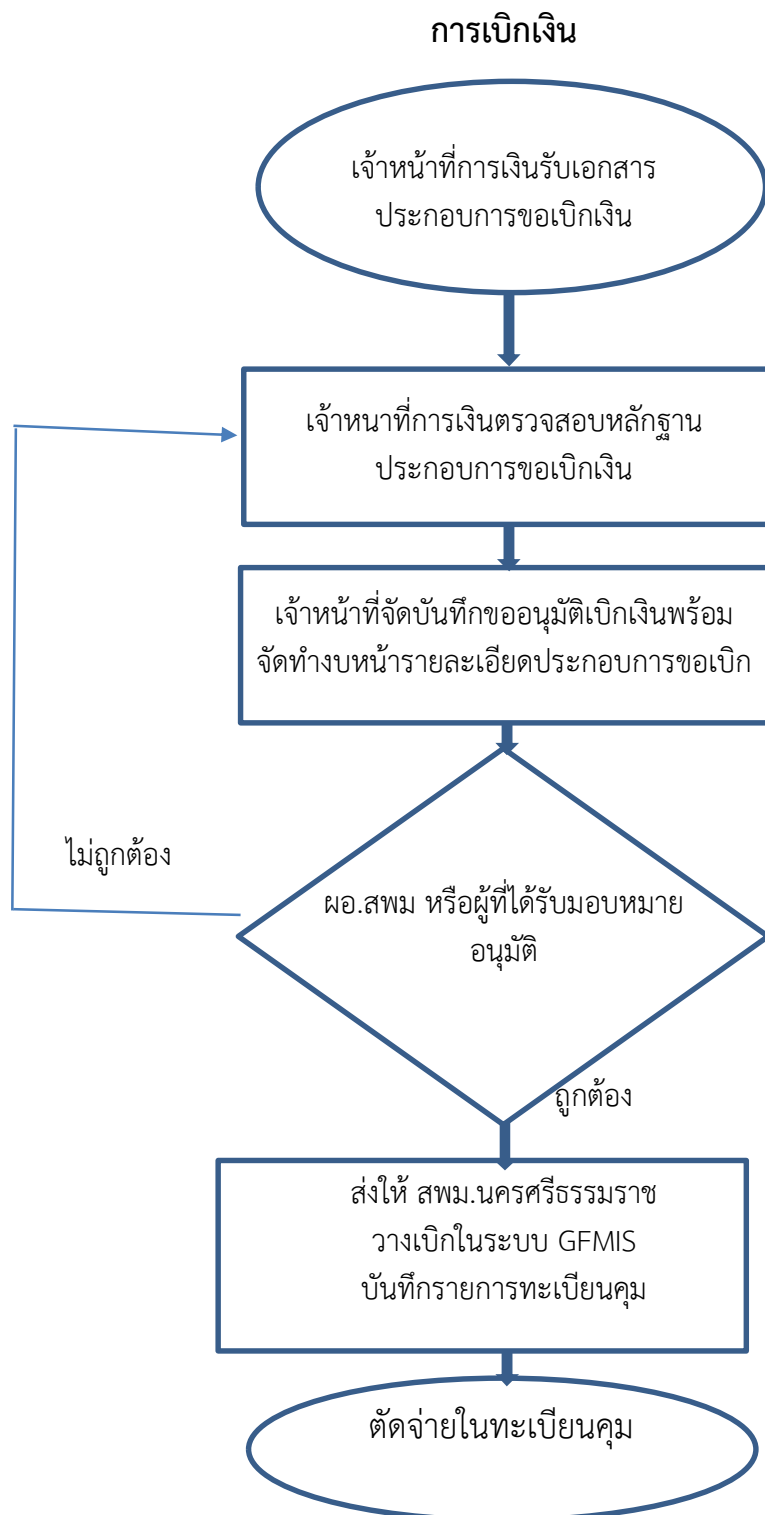 การเบิกเงิน
เจ้าหน้าที่การเงินรับเอกสาร
ประกอบการขอเบิกเงิน
เจ้าหนาที่การเงินตรวจสอบหลักฐาน
ประกอบการขอเบิกเงิน
เจ้าหน้าที่จัดบันทึกขออนุมัติเบิกเงินพร้อม
จัดทำงบหน้ารายละเอียดประกอบการขอเบิก
ไม่ถูกต้อง
ผอ.สพม หรือผู้ที่ได้รับมอบหมาย
อนุมัติ
ถูกต้อง
ส่งให้ สพม.นครศรีธรรมราช
วางเบิกในระบบ GFMIS
บันทึกรายการทะเบียนคุม
ตัดจ่ายในทะเบียนคุม